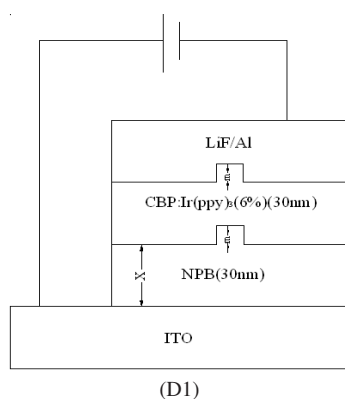 LiF/Al
CBP:Ir(ppy)₃(6%)(30nm)
X
NPB(30nm)
ITO
(D1)